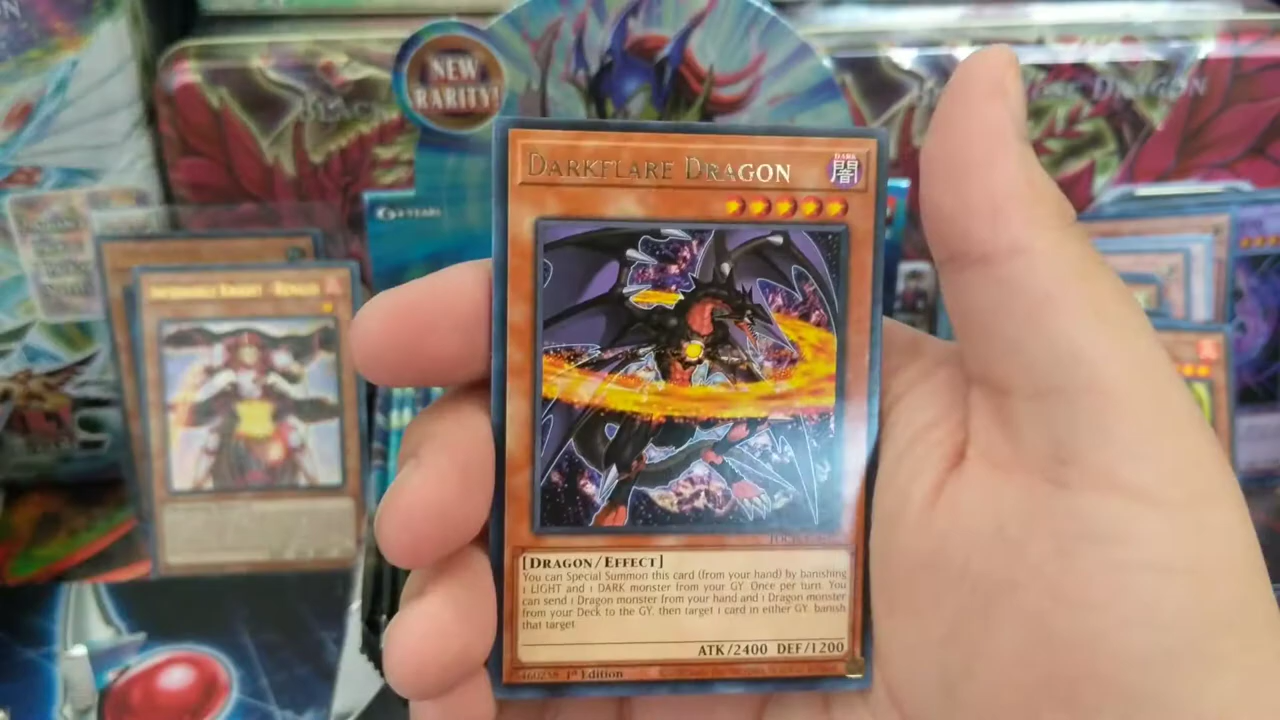 NEW
RARITY!
DARKFLARE DRAGON
DARK
闇
[DRAGON/EFFECT]
You can Special Summon this card (from your hand) by banishing
1 LIGHT and 1 DARK monster from your GY. Once per turn: You
can send 1 Dragon monster from your hand and 1 Dragon monster
from your Deck to the GY, then target 1 card in either GY; banish
that target.
ATK/2400 DEF/1200
1st Edition
DRAGON